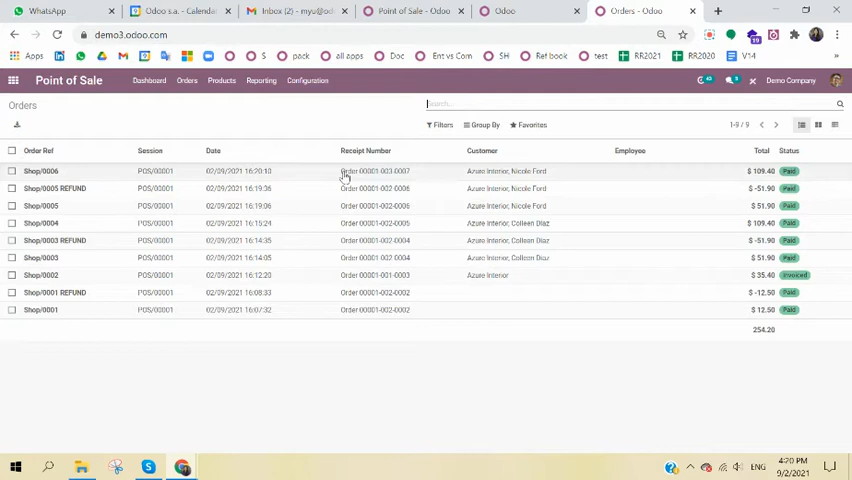 WhatsApp
Odoo s.a. - Calenda
Inbox (2) - myu@od
Point of Sale - Odoo
Odoo
Orders - Odoo
demo3.odoo.com
19
Apps
S
pack
all apps
Doc
Ent vs Com
SH
Ref book
RR2021
RR2020
V14
Point of Sale
Dashboard
Orders
Products
Reporting
Configuration
Demo Company
Orders
Search...
Filters
Group By
Favorites
1-9 / 9
Order Ref Session Date Receipt Number Customer Employee Total Status
Shop/0006 POS/00001 02/09/2021 16:20:10 Order 00001-003-0007 Azure Interior, Nicole Ford $ 109.40 Paid
Shop/0005 REFUND POS/00001 02/09/2021 16:19:36 Order 00001-002-0006 Azure Interior, Nicole Ford $ -51.90 Paid
Shop/0005 POS/00001 02/09/2021 16:19:06 Order 00001-002-0006 Azure Interior, Nicole Ford $ 51.90 Paid
Shop/0004 POS/00001 02/09/2021 16:15:24 Order 00001-002-0005 Azure Interior, Colleen Diaz $ 109.40 Paid
Shop/0003 REFUND POS/00001 02/09/2021 16:14:35 Order 00001-002-0004 Azure Interior, Colleen Diaz $ -51.90 Paid
Shop/0003 POS/00001 02/09/2021 16:14:05 Order 00001-002-0004 Azure Interior, Colleen Diaz $ 51.90 Paid
Shop/0002 POS/00001 02/09/2021 16:12:20 Order 00001-001-0003 Azure Interior $ 35.40 Invoiced
Shop/0001 REFUND POS/00001 02/09/2021 16:08:33 Order 00001-002-0002 $ -12.50 Paid
Shop/0001 POS/00001 02/09/2021 16:07:32 Order 00001-002-0002 $ 12.50 Paid
254.20
ENG
4:20 PM
9/2/2021